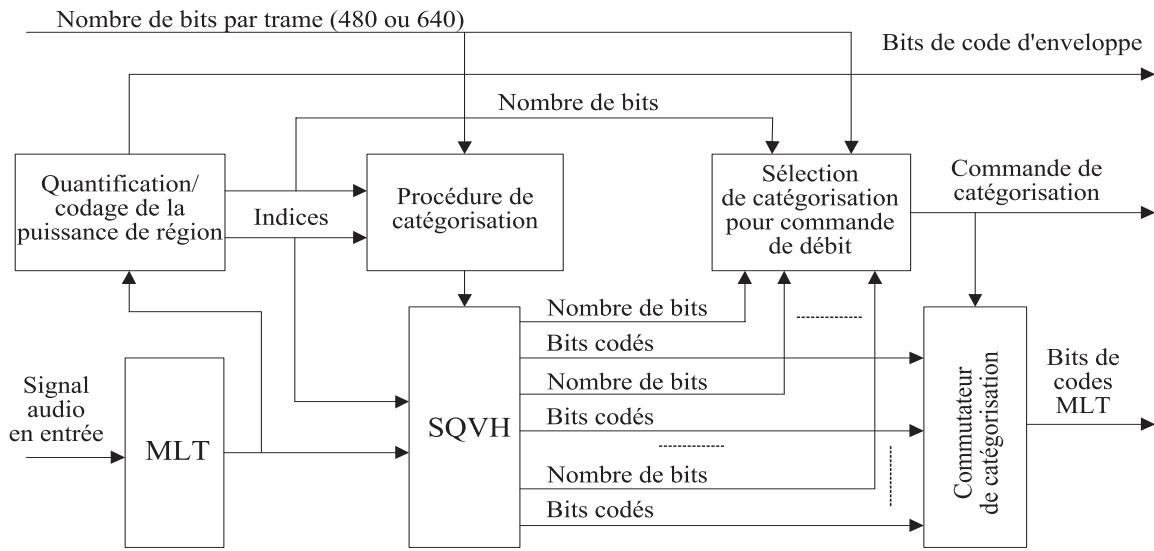 Nombre de bits par trame (480 ou 640)
Bits de code d'enveloppe
Nombre de bits
Quantification/
codage de la
puissance de région
Indices
Procédure de
catégorisation
Sélection
de catégorisation
pour commande
de débit
Commande de
catégorisation
Signal
audio
en entrée
MLT
SQVH
Nombre de bits
Bits codés
Nombre de bits
Bits codés
Nombre de bits
Bits codés
Commutateur
de catégorisation
Bits de
codes
MLT